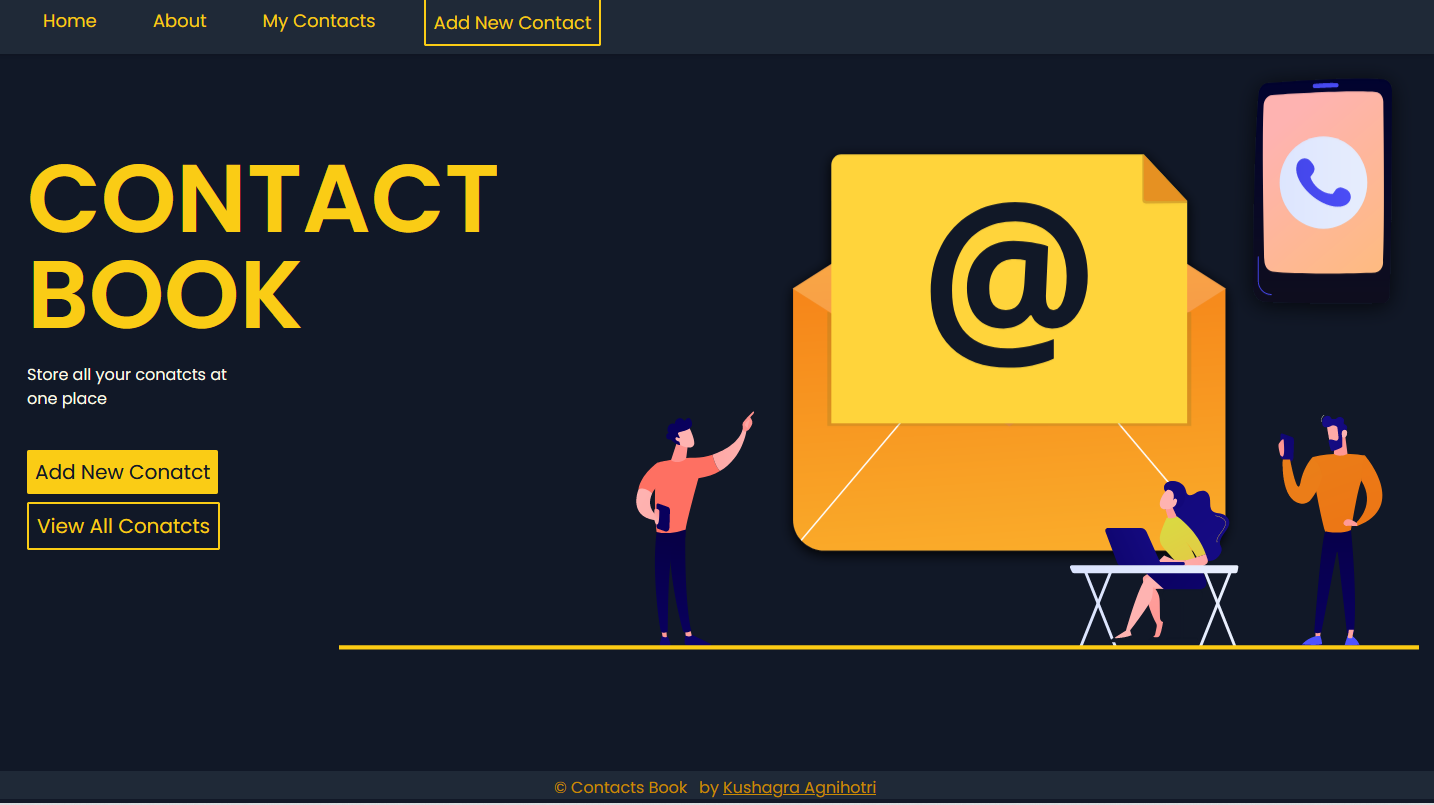 Home About My Contacts Add New Contact
CONTACT
BOOK
@
Store all your conatcts at
one place
Add New Conatct
View All Conatcts
© Contacts Book by Kushagra Agnihotri